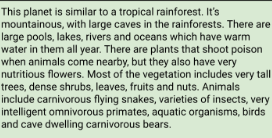 This planet is similar to a tropical rainforest. It's
mountainous, with large caves in the rainforests. There are
large pools, lakes, rivers and oceans which have warm
water in them all year. There are plants that shoot poison
when animals come nearby, but they also have very
nutritious flowers. Most of the vegetation includes very tall
trees, dense shrubs, leaves, fruits and nuts. Animals
include carnivorous flying snakes, varieties of insects, very
intelligent omnivorous primates, aquatic organisms, birds
and cave dwelling carnivorous bears.